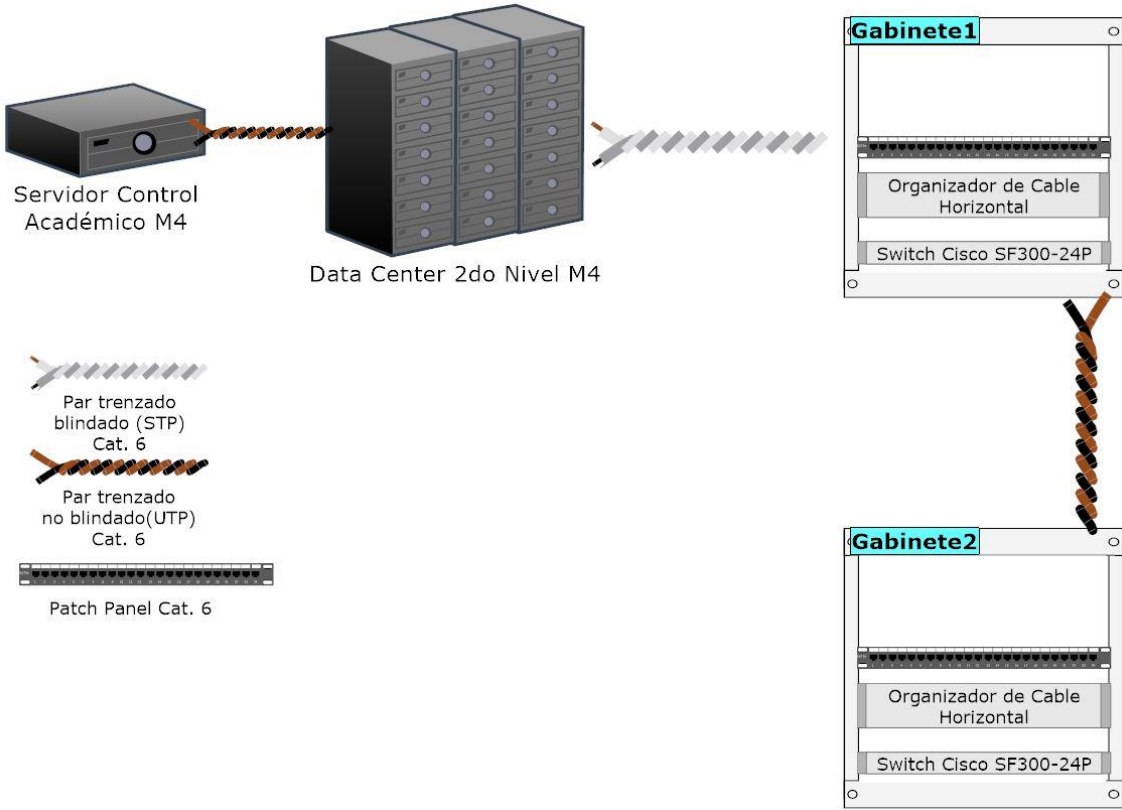 Gabinete1
Organizador de Cable
Horizontal
Switch Cisco SF300-24P
Servidor Control
Académico M4
Data Center 2do Nivel M4
Par trenzado
blindado (STP)
Cat. 6
Par trenzado
no blindado(UTP)
Cat. 6
Patch Panel Cat. 6
Gabinete2
Organizador de Cable
Horizontal
Switch Cisco SF300-24P